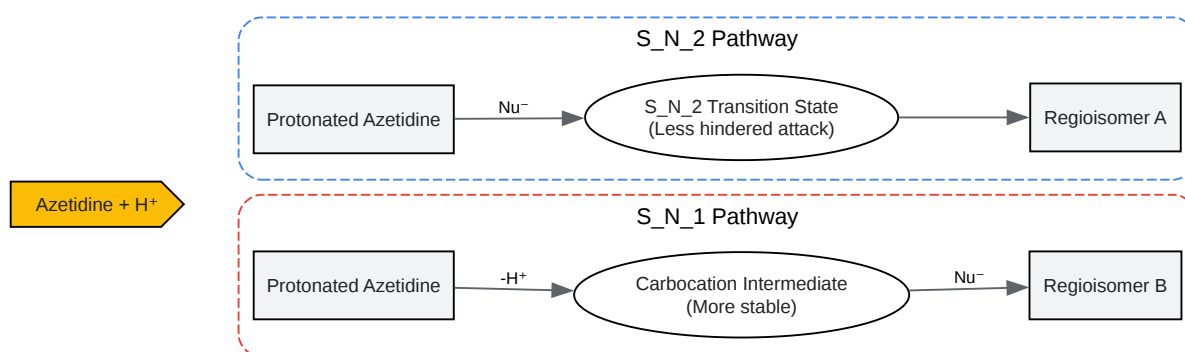 S_N_2 Pathway
Protonated Azetidine
Nu⁻
S_N_2 Transition State
(Less hindered attack)
Regioisomer A
Azetidine + H⁺
S_N_1 Pathway
Protonated Azetidine
-H⁺
Carbocation Intermediate
(More stable)
Nu⁻
Regioisomer B